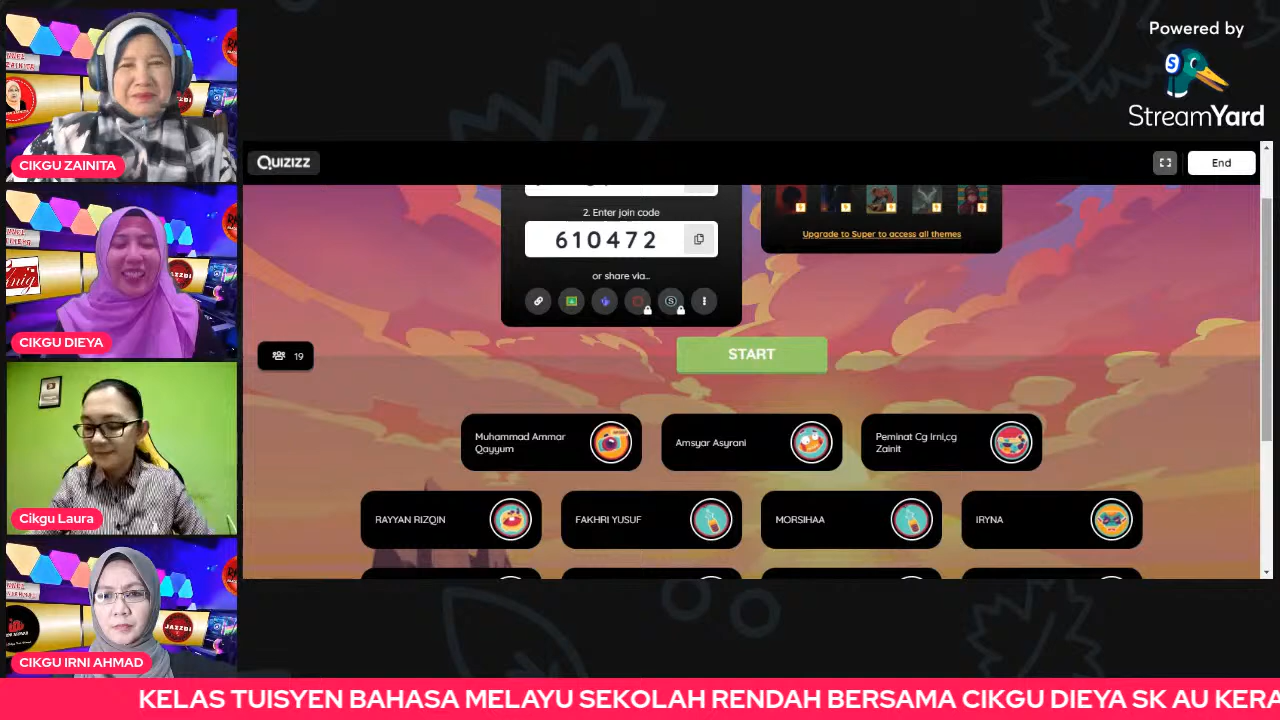 Powered by
StreamYard
CIKGU ZAINITA
CIKGU DIEYA
Cikgu Laura
CIKGU IRNI AHMAD
QUIZIZZ
End
2. Enter join code
610472
or share via...
Upgrade to Super to access all themes
19
START
Muhammad Ammar
Qayyum
Amsyar Asyrani
Peminat Cg Irni,cg
Zainit
RAYYAN RIZQIN
FAKHRI YUSUF
MORSIHAA
IRYNA
KELAS TUISYEN BAHASA MELAYU SEKOLAH RENDAH BERSAMA CIKGU DIEYA SK AU KERA